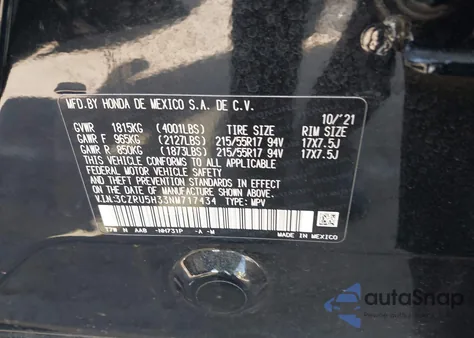 MFD.BY HONDA DE MEXICO S.A. DE C.V.
10/'21
GVWR 1815KG (4001LBS) TIRE SIZE RIM SIZE
GAWR F 965KG (2127LBS) 215/55R17 94V 17X7.5J
GAWR R 850KG (1873LBS) 215/55R17 94V 17X7.5J
THIS VEHICLE CONFORMS TO ALL APPLICABLE
FEDERAL MOTOR VEHICLE SAFETY AND THEFT PREVENTION
STANDARDS IN EFFECT ON THE DATE OF MANUFACTURE
SHOWN ABOVE.
V.I.N:3CZRU5H33NM717434 TYPE: MPV
T7W N AAB -NH731P -A -M
MADE IN MEXICO
autoSnap